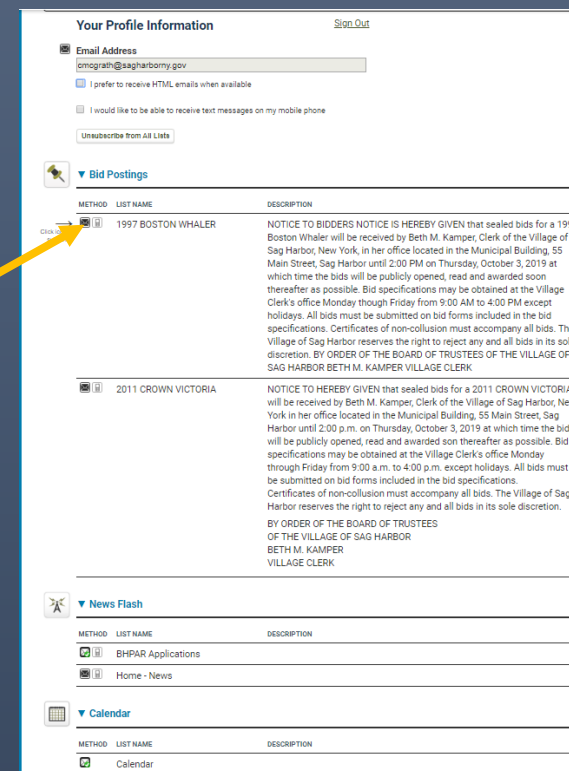 Your Profile Information
Sign Out
Email Address
cmcgrath@sagharborny.gov
I prefer to receive HTML emails when available
I would like to be able to receive text messages on my mobile phone
Unsubscribe from All Lists
Bid Postings
METHOD LIST NAME DESCRIPTION
Click
1997 BOSTON WHALER
NOTICE TO BIDDERS NOTICE IS HEREBY GIVEN that sealed bids for a
Boston Whaler will be received by Beth M. Kamper, Clerk of the Village of
Sag Harbor, New York, in her office located in the Municipal Building, 55
Main Street, Sag Harbor until 2:00 PM on Thursday, October 3, 2019 at
which time the bids will be publicly opened, read and awarded soon
thereafter as possible. Bid specifications may be obtained at the Village
Clerk's office Monday though Friday from 9:00 AM to 4:00 PM except
holidays. All bids must be submitted on bid forms included in the bid
specifications. Certificates of non-collusion must accompany all bids.
Village of Sag Harbor reserves the right to reject any and all bids in its
discretion. BY ORDER OF THE BOARD OF TRUSTEES OF THE VILLAGE OF
SAG HARBOR BETH M. KAMPER VILLAGE CLERK
2011 CROWN VICTORIA
NOTICE TO HEREBY GIVEN that sealed bids for a 2011 CROWN VICTORIA
will be received by Beth M. Kamper, Clerk of the Village of Sag Harbor,
York in her office located in the Municipal Building, 55 Main Street, Sag
Harbor until 2:00 p.m. on Thursday, October 3, 2019 at which time the
will be publicly opened, read and awarded son thereafter as possible. Bid
specifications may be obtained at the Village Clerk's office Monday
through Friday from 9:00 a.m. to 4:00 p.m. except holidays. All bids must
be submitted on bid forms included in the bid specifications.
Certificates of non-collusion must accompany all bids. The Village of
Harbor reserves the right to reject any and all bids in its sole discretion.
BY ORDER OF THE BOARD OF TRUSTEES
OF THE VILLAGE OF SAG HARBOR
BETH M. KAMPER
VILLAGE CLERK
News Flash
METHOD LIST NAME DESCRIPTION
BHPAR Applications
Home - News
Calendar
METHOD LIST NAME DESCRIPTION
Calendar